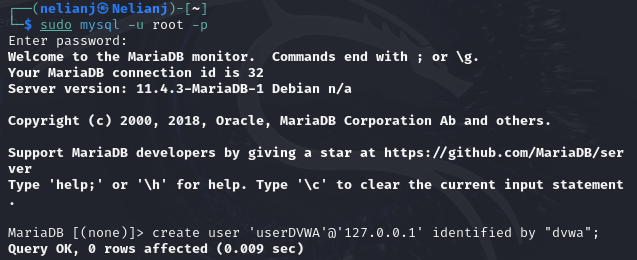 ┌──(nelianj㉿Nelianj)-[~]
└─$ sudo mysql -u root -p
Enter password:
Welcome to the MariaDB monitor.  Commands end with ; or \g.
Your MariaDB connection id is 32
Server version: 11.4.3-MariaDB-1 Debian n/a
Copyright (c) 2000, 2018, Oracle, MariaDB Corporation Ab and others.
Support MariaDB developers by giving a star at https://github.com/MariaDB/ser
ver
Type 'help;' or '\h' for help. Type '\c' to clear the current input statement
.
MariaDB [(none)]> create user 'userDVWA'@'127.0.0.1' identified by "dvwa";
Query OK, 0 rows affected (0.009 sec)